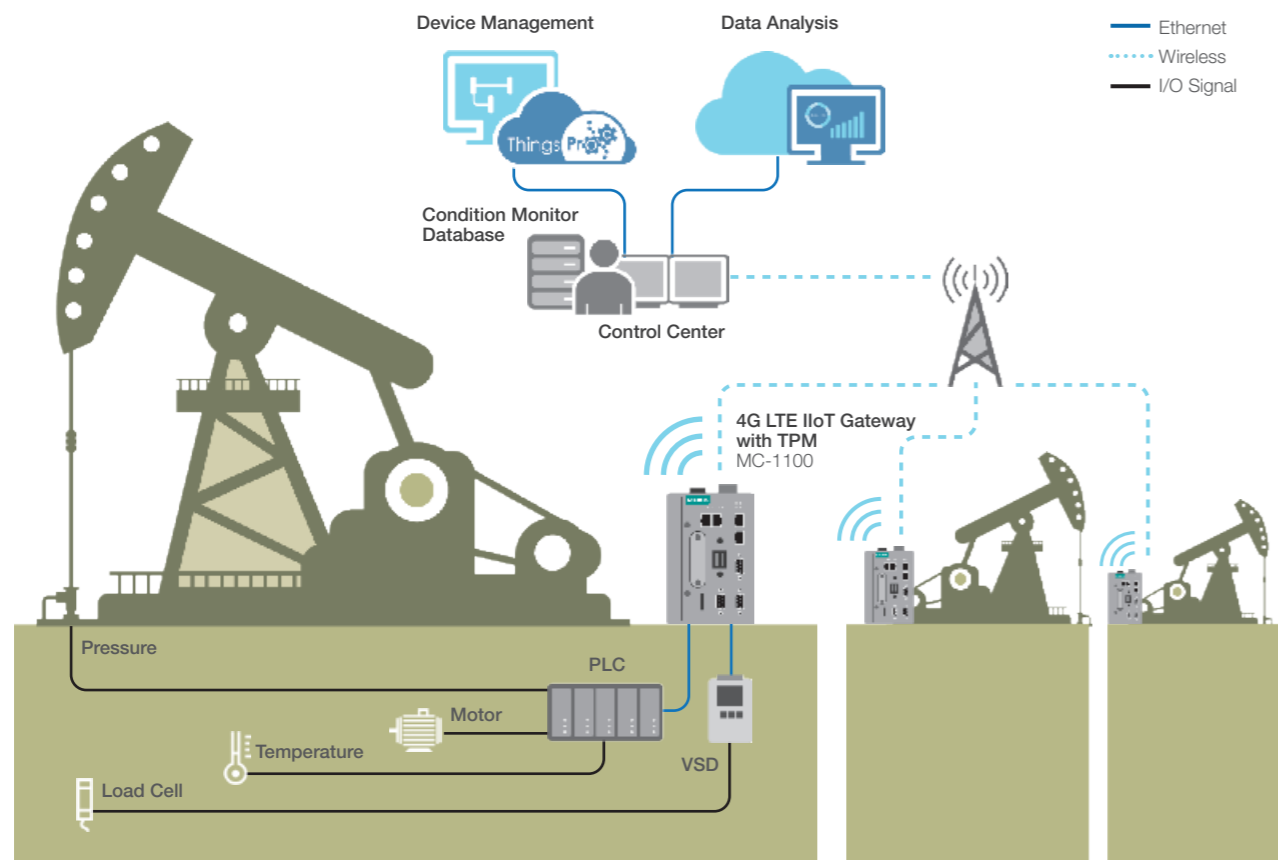 Device Management
Data Analysis
Ethernet
Wireless
I/O Signal
Things Pro
Condition Monitor
Database
Control Center
4G LTE IIoT Gateway
with TPM
MC-1100
Pressure
PLC
Motor
Temperature
VSD
Load Cell